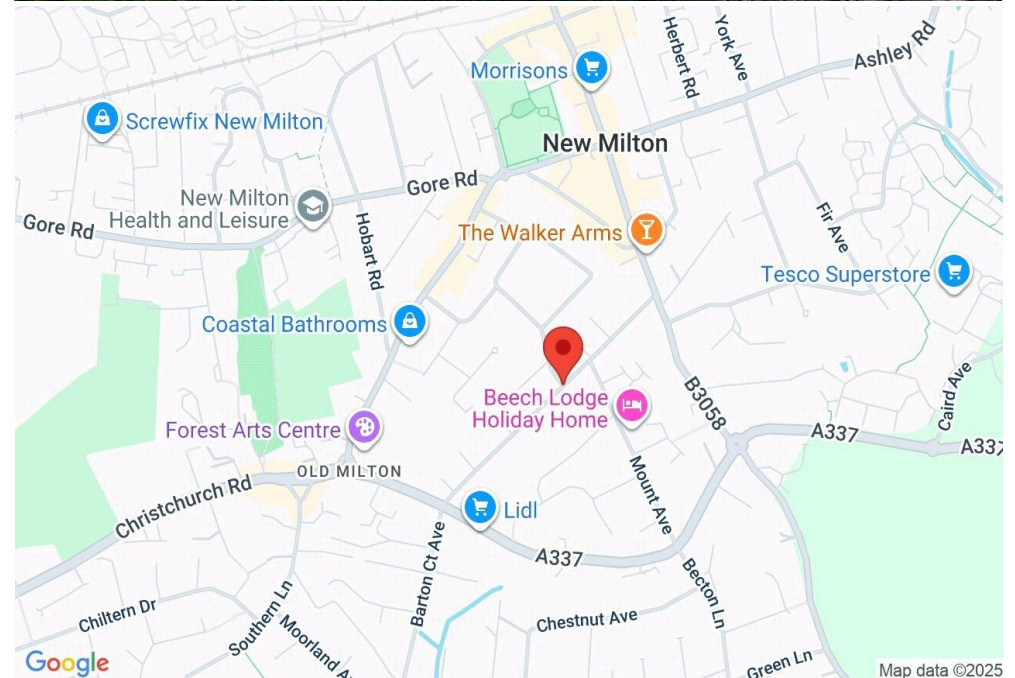 Herbert Rd
York Ave
Ashley Rd
Morrisons
Screwfix New Milton
New Milton
Gore Rd
New Milton
Health and Leisure
Gore Rd
Hobart Rd
The Walker Arms
Fir Ave
Tesco Superstore
Coastal Bathrooms
Beech Lodge
Holiday Home
B3058
Caird Ave
Forest Arts Centre
A337
A337
OLD MILTON
Christchurch Rd
Mount Ave
Lidl
Barton Ct Ave
A337
Becton Ln
Chiltern Dr
Southern Ln
Moorland A
Chestnut Ave
Green Ln
Google
Map data ©2025